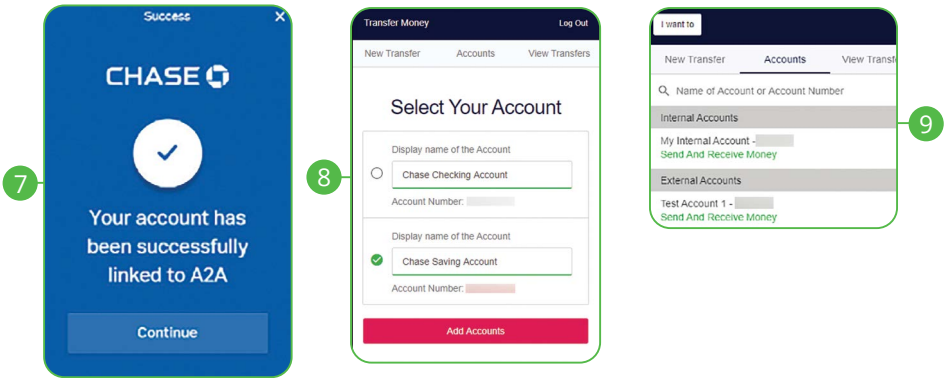 Success
×
CHASE
Your account has
been successfully
linked to A2A
Continue
7
Transfer Money Log Out
New Transfer Accounts View Transfers
Select Your Account
Display name of the Account
Chase Checking Account
Account Number:
Display name of the Account
Chase Saving Account
Account Number:
Add Accounts
8
I want to
New Transfer Accounts View Transf
Name of Account or Account Number
Internal Accounts
My Internal Account -
Send And Receive Money
External Accounts
Test Account 1 -
Send And Receive Money
9